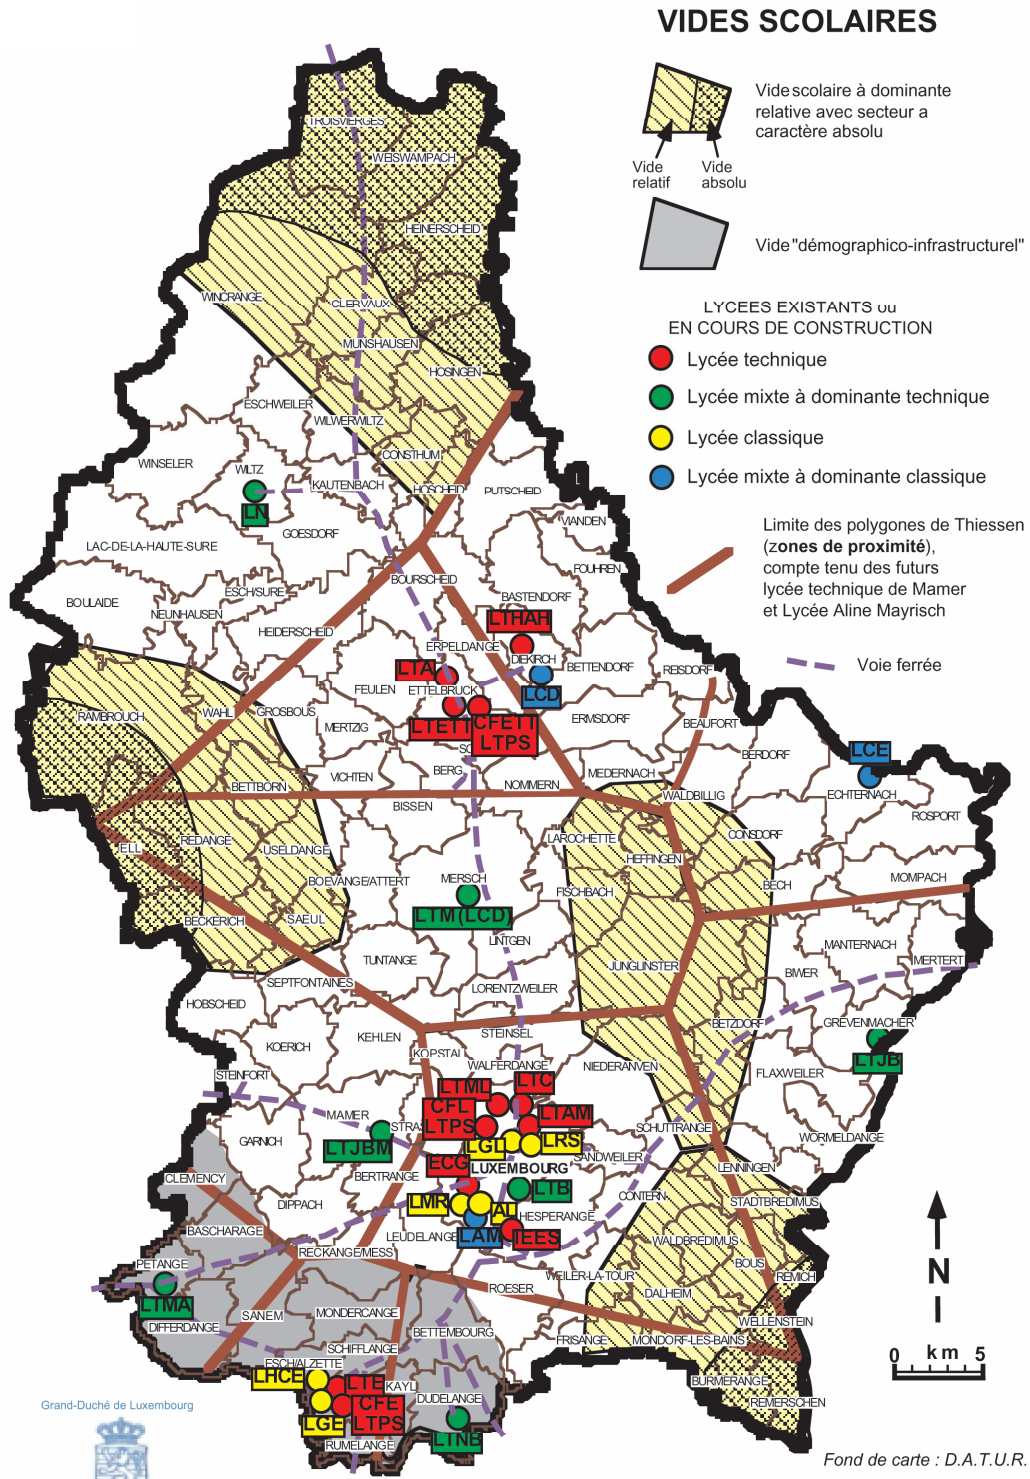 VIDES SCOLAIRES
Vide scolaire à dominante
relative avec secteur a
caractère absolu
Vide
relatif
Vide
absolu
Vide "démographico-infrastructurel"
LYCEES EXISTANTS ou
EN COURS DE CONSTRUCTION
Lycée technique
Lycée mixte à dominante technique
Lycée classique
Lycée mixte à dominante classique
Limite des polygones de Thiessen
(zones de proximité),
compte tenu des futurs
lycée technique de Mamer
et Lycée Aline Mayrisch
Voie ferrée
TROISVIERGES
WEISWAMPACH
HEINERSCHEID
WINCRANGE
CLERVAUX
MUNSHAUSEN
HOSINGEN
ESCHWEILER
WILWERWILTZ
CONSTHUM
WINSELER
WILTZ
KAUTENBACH
HOSCHEID
PUTSCHEID
LN
GOESDORF
VIANDEN
LAC-DE-LA-HAUTE-SURE
FOUHREN
BOURSCHEID
ESCH/SURE
BASTENDORF
BOULAIDE
NEUNHAUSEN
LTHAH
HEIDERSCHEID
ERPELDANGE
DIEKIRCH
BETTENDORF
REISDORF
LTA
FEULEN
ETTELBRUCK
LCD
RAMBROUCH
WAHL
GROSBOUS
MERTZIG
LTETT
CFETT
LTPS
ERMSDORF
BEAUFORT
BERDORF
LCE
BERG
VICHTEN
BETTBORN
NOMMERN
MEDERNACH
ECHTERNACH
BISSEN
WALDBILLIG
ROSPORT
REDANGE
ELL
USELDANGE
LAROCHETTE
CONSDORF
HEFFINGEN
BOEVANGE/ATTERT
MERSCH
FISCHBACH
BECH
MOMPACH
LTM (LCD)
BECKERICH
SAEUL
LINTGEN
MANTERNACH
TUNTANGE
JUNGLINSTER
MERTERT
BIWER
SEPTFONTAINES
LORENTZWEILER
HOBSCHEID
BETZDORF
GREVENMACHER
KEHLEN
STEINSEL
KOERICH
KOPSTAL
WALFERDANGE
NIEDERANVEN
LTJB
STEINFORT
FLAXWEILER
LTML
LTC
CFL
LTPS
LTAM
MAMER
STRAS
LGL
LRS
SCHUTTRANGE
WORMELDANGE
GARNICH
LTJBM
SANDWEILER
ECG
LUXEMBOURG
LENNINGEN
CLEMENCY
BERTRANGE
LTB
CONTERN
STADTBREDIMUS
DIPPACH
LMR
AL
HESPERANGE
BASCHARAGE
LEUDELANGE
LAM
IEES
WALDBREDIMUS
RECKANGE/MESS
BOUS
PETANGE
WEILER-LA-TOUR
REMICH
ROESER
DALHEIM
LTMA
SANEM
MONDERCANGE
WELLENSTEIN
DIFFERDANGE
BETTEMBOURG
FRISANGE
MONDORF-LES-BAINS
SCHIFFLANGE
ESCH/ALZETTE
LHCE
LTE
KAYL
BURMERANGE
DUDELANGE
REMERSCHEN
CFE
LTPS
LGE
RUMELANGE
LTNB
N
0 km 5
Grand-Duché de Luxembourg
Fond de carte : D.A.T.U.R.